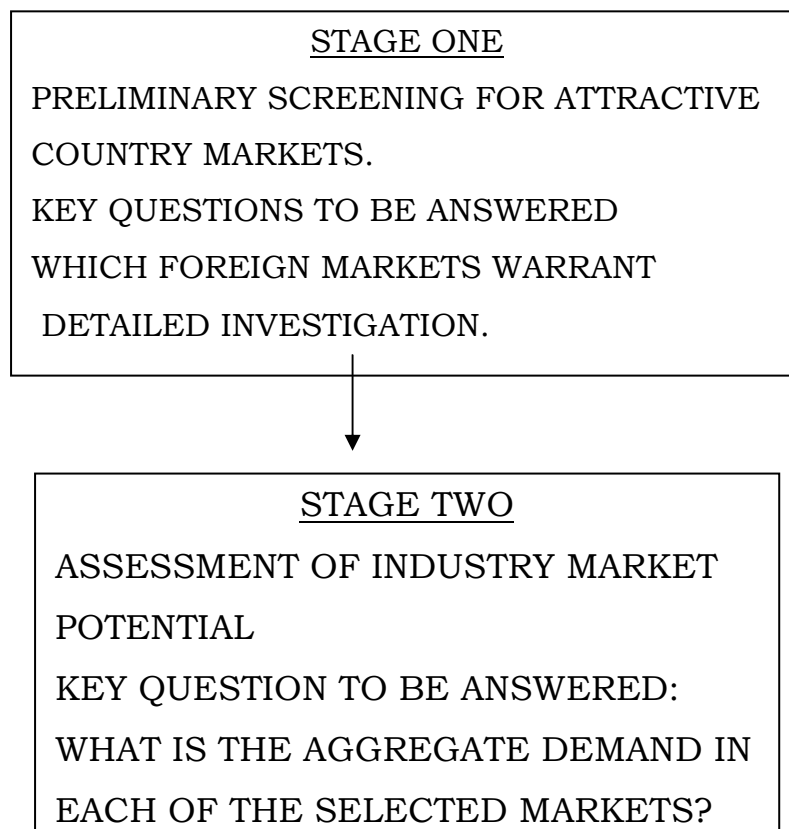 STAGE ONE
PRELIMINARY SCREENING FOR ATTRACTIVE
COUNTRY MARKETS.
KEY QUESTIONS TO BE ANSWERED
WHICH FOREIGN MARKETS WARRANT
DETAILED INVESTIGATION.
STAGE TWO
ASSESSMENT OF INDUSTRY MARKET
POTENTIAL
KEY QUESTION TO BE ANSWERED:
WHAT IS THE AGGREGATE DEMAND IN
EACH OF THE SELECTED MARKETS?